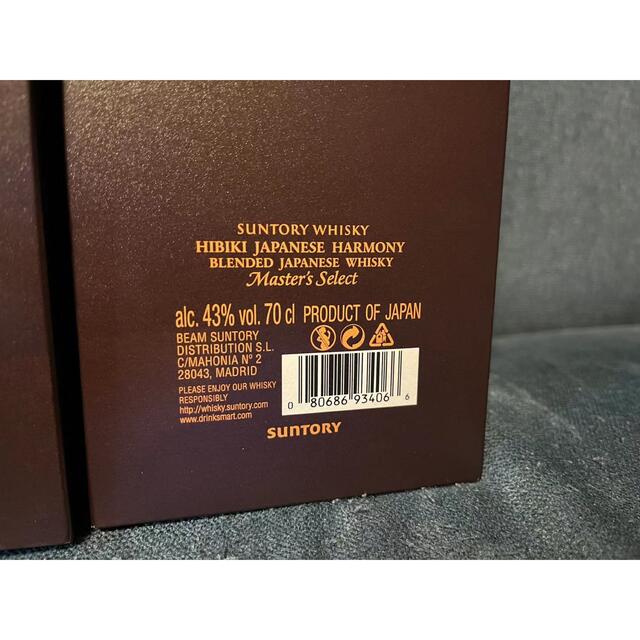 SUNTORY WHISKY
HIBIKI JAPANESE HARMONY
BLENDED JAPANESE WHISKY
Master's Select
alc. 43% vol. 70 cl PRODUCT OF JAPAN
BEAM SUNTORY
DISTRIBUTION S.L.
C/MAHONIA Nº 2
28043, MADRID
PLEASE ENJOY OUR WHISKY
RESPONSIBLY
http://whisky.suntory.com
www.drinksmart.com
0 80686 93406 6
SUNTORY